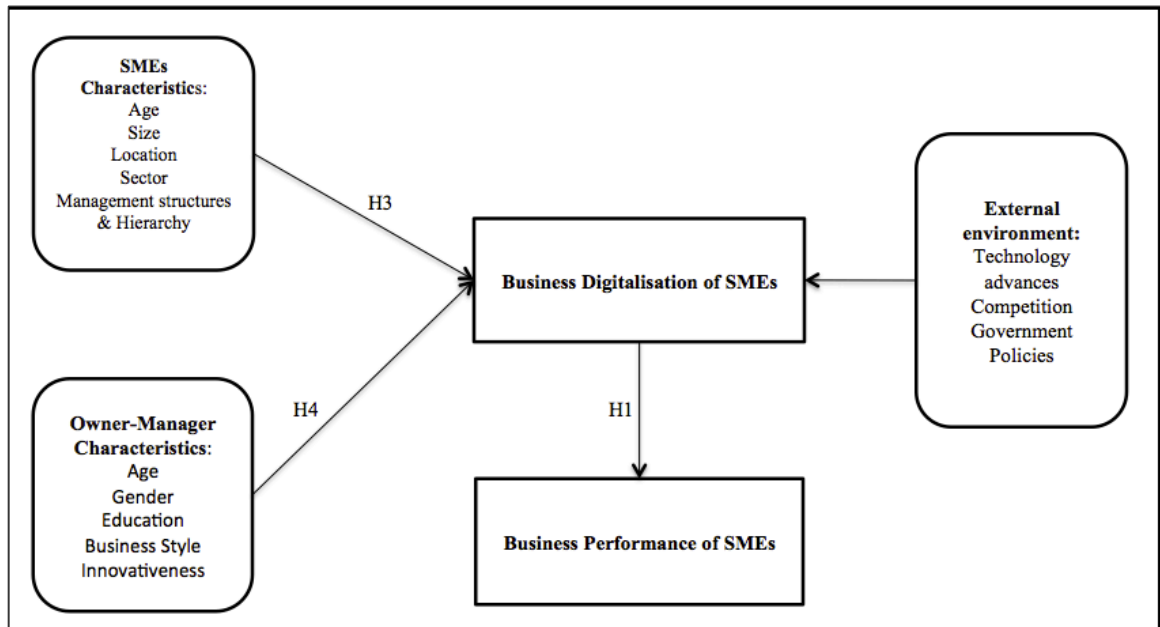 SMEs
Characteristics:
Age
Size
Location
Sector
Management structures
& Hierarchy
H3
External
environment:
Technology
advances
Competition
Government
Policies
Business Digitalisation of SMEs
Owner-Manager
Characteristics:
Age
Gender
Education
Business Style
Innovativeness
H4
H1
Business Performance of SMEs